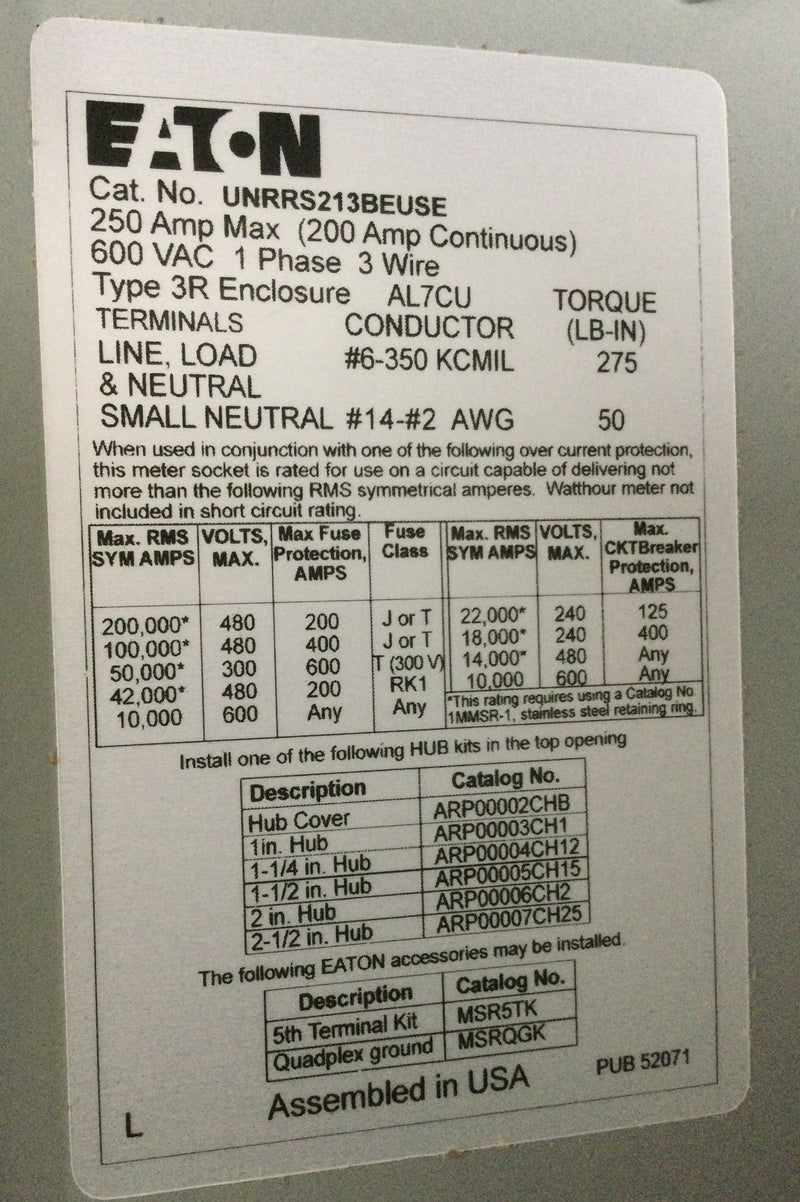 EATON
Cat. No. UNRRS213BEUSE
250 Amp Max (200 Amp Continuous)
600 VAC 1 Phase 3 Wire
Type 3R Enclosure AL7CU TORQUE
TERMINALS CONDUCTOR (LB-IN)
LINE, LOAD #6-350 KCMIL 275
& NEUTRAL
SMALL NEUTRAL #14-#2 AWG 50
When used in conjunction with one of the following over current protection,
this meter socket is rated for use on a circuit capable of delivering not
more than the following RMS symmetrical amperes. Watthour meter not
included in short circuit rating.
Max. RMS SYM AMPS VOLTS, MAX. Max Fuse Protection, AMPS Fuse Class
200,000* 480 200 J or T
100,000* 480 400 J or T
50,000* 300 600 T (300 V)
42,000* 480 200 RK1
10,000 600 Any Any
Max. RMS SYM AMPS VOLTS, MAX. Max. CKTBreaker Protection, AMPS
22,000* 240 125
18,000* 240 400
14,000* 480 Any
10,000 600 Any
*This rating requires using a Catalog No.
1MMSR-1, stainless steel retaining ring.
Install one of the following HUB kits in the top opening
Description Catalog No.
Hub Cover ARP00002CHB
1in. Hub ARP00003CH1
1-1/4 in. Hub ARP00004CH12
1-1/2 in. Hub ARP00005CH15
2 in. Hub ARP00006CH2
2-1/2 in. Hub ARP00007CH25
The following EATON accessories may be installed.
Description Catalog No.
5th Terminal Kit MSR5TK
Quadplex ground MSRQGK
Assembled in USA PUB 52071
L